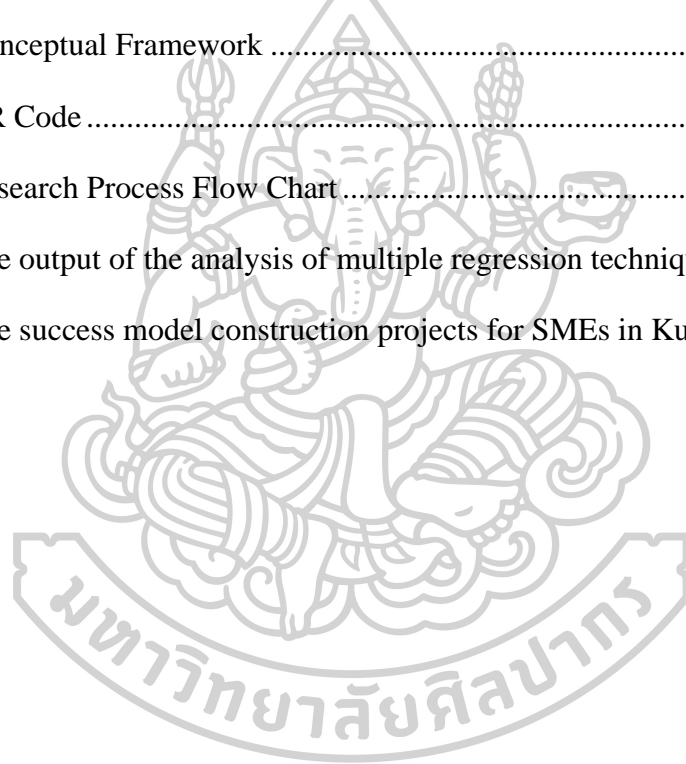 nceptual Framework ....................................................
R Code ...........................................................................
search Process Flow Chart ...........................................
e output of the analysis of multiple regression techniq
e success model construction projects for SMEs in Ku
มหาวิทยาลัยศิลปากร